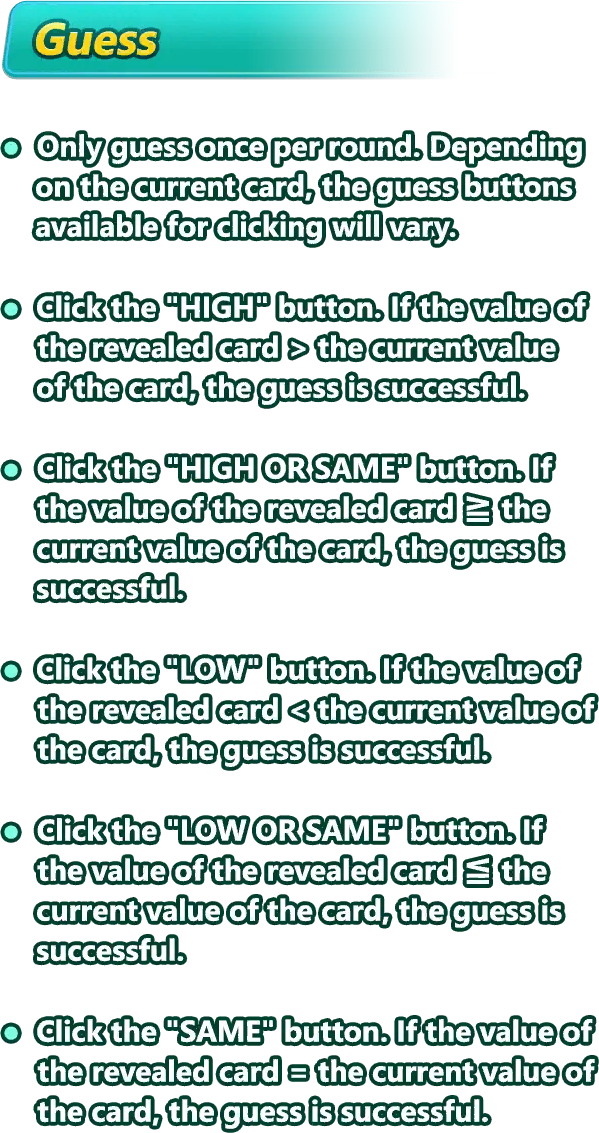 Guess
Only guess once per round. Depending
on the current card, the guess buttons
available for clicking will vary.
Click the "HIGH" button. If the value of
the revealed card > the current value
of the card, the guess is successful.
Click the "HIGH OR SAME" button. If
the value of the revealed card ≧ the
current value of the card, the guess is
successful.
Click the "LOW" button. If the value of
the revealed card < the current value of
the card, the guess is successful.
Click the "LOW OR SAME" button. If
the value of the revealed card ≦ the
current value of the card, the guess is
successful.
Click the "SAME" button. If the value of
the revealed card = the current value of
the card, the guess is successful.